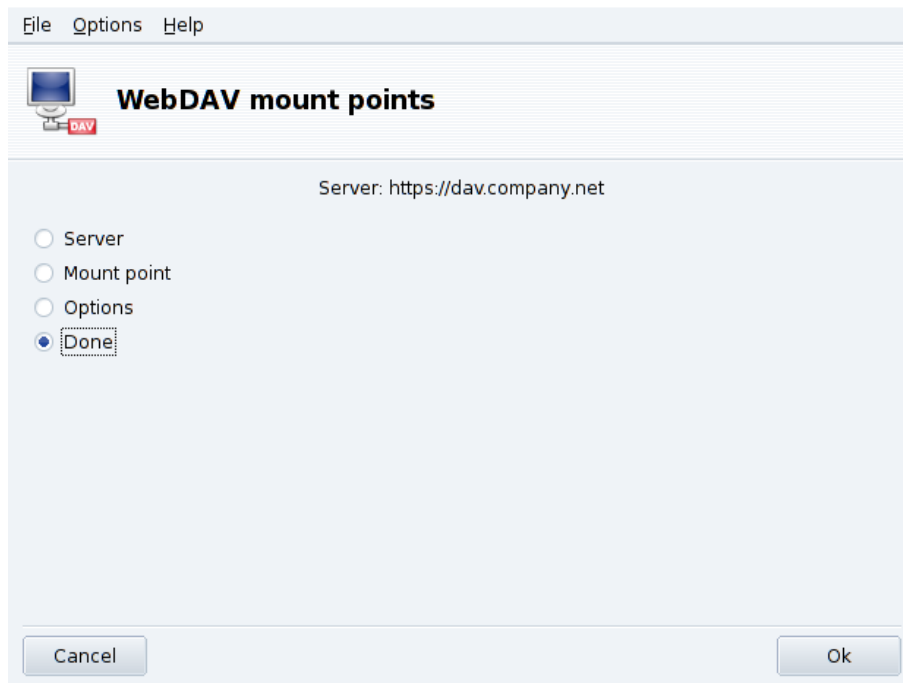 File Options Help
WebDAV mount points
DAV
Server: https://dav.company.net
Server
Mount point
Options
Done
Cancel Ok